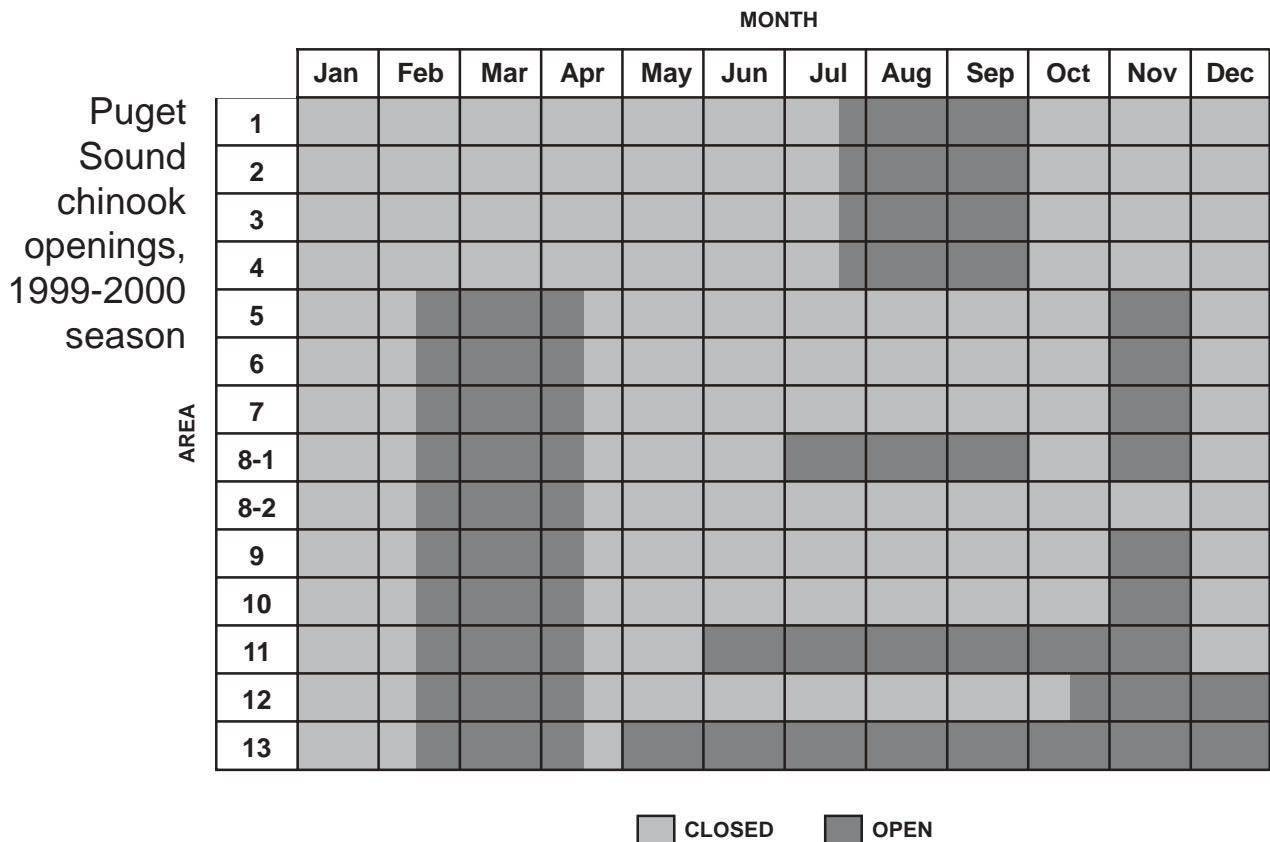 MONTH
Jan Feb Mar Apr May Jun Jul Aug Sep Oct Nov Dec
Puget
Sound
chinook
openings,
1999-2000
season
AREA
1
2
3
4
5
6
7
8-1
8-2
9
10
11
12
13
CLOSED OPEN